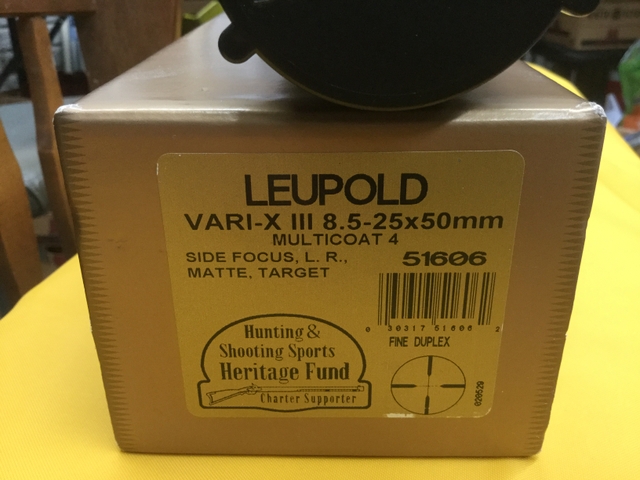 LEUPOLD
VARI-X III 8.5-25x50mm
MULTICOAT 4
SIDE FOCUS, L. R.,
MATTE, TARGET
51606
0 30317 51606 2
FINE DUPLEX
020529
Hunting &
Shooting Sports
Heritage Fund
Charter Supporter